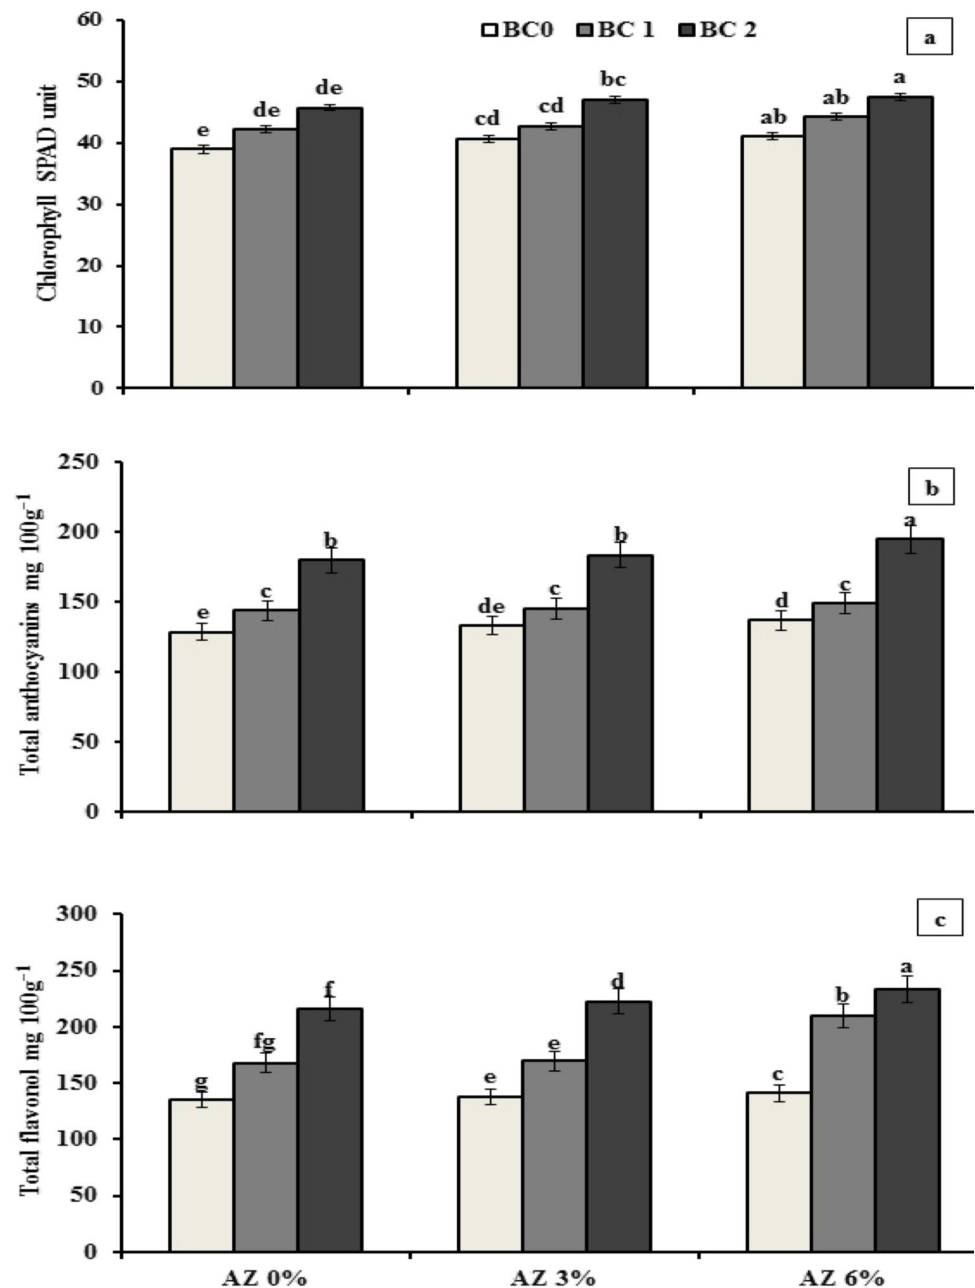 60
BC0 BC 1 BC 2
a
50
40
30
20
10
0
Chlorophyll SPAD unit
e de de cd cd bc ab ab a
250
b
200
150
100
50
0
Total anthocyanins mg 100g⁻¹
e c b de c b d c a
300
c
250
200
150
100
50
0
Total flavonol mg 100g⁻¹
g fg f e e d c b a
AZ 0% AZ 3% AZ 6%